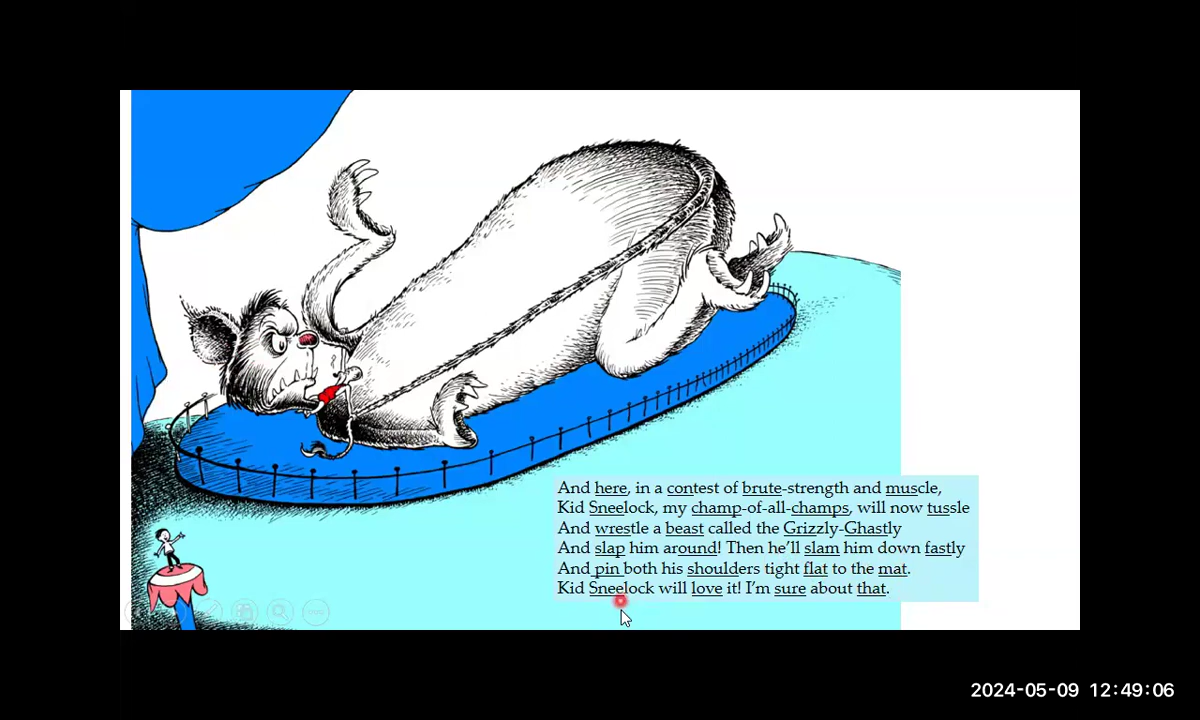 And here, in a contest of brute-strength and muscle,
Kid Sneelock, my champ-of-all-champs, will now tussle
And wrestle a beast called the Grizzly-Ghastly
And slap him around! Then he'll slam him down fastly
And pin both his shoulders tight flat to the mat.
Kid Sneelock will love it! I'm sure about that.
2024-05-09 12:49:06